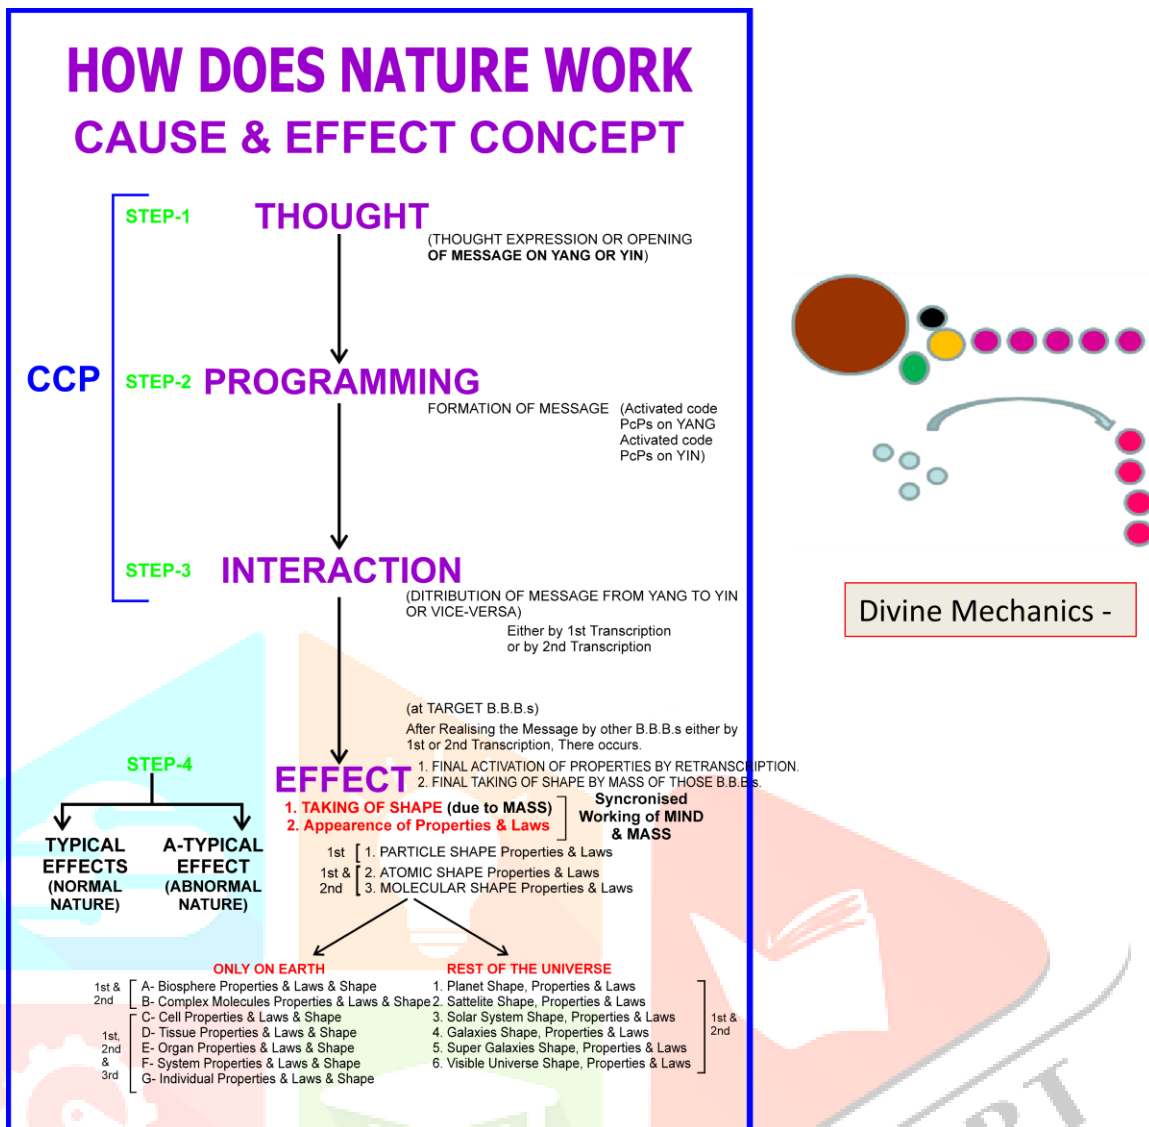 HOW DOES NATURE WORK
CAUSE & EFFECT CONCEPT
STEP-1
THOUGHT
(THOUGHT EXPRESSION OR OPENING
OF MESSAGE ON YANG OR YIN)
CCP
STEP-2
PROGRAMMING
FORMATION OF MESSAGE (Activated code
PcPs on YANG
Activated code
PcPs on YIN)
STEP-3
INTERACTION
(DITRIBUTION OF MESSAGE FROM YANG TO YIN
OR VICE-VERSA)
Either by 1st Transcription
or by 2nd Transcription
Divine Mechanics -
(at TARGET B.B.B.s)
After Realising the Message by other B.B.B.s either by
1st or 2nd Transcription, There occurs.
STEP-4
EFFECT
1. FINAL ACTIVATION OF PROPERTIES BY RETRANSCRIPTION.
2. FINAL TAKING OF SHAPE BY MASS OF THOSE B.B.B.s.
1. TAKING OF SHAPE (due to MASS)
2. Appearence of Properties & Laws
Syncronised
Working of MIND
& MASS
TYPICAL
EFFECTS
(NORMAL
NATURE)
A-TYPICAL
EFFECT
(ABNORMAL
NATURE)
1st
1. PARTICLE SHAPE Properties & Laws
1st &
2nd
2. ATOMIC SHAPE Properties & Laws
3. MOLECULAR SHAPE Properties & Laws
ONLY ON EARTH
1st &
2nd
A- Biosphere Properties & Laws & Shape
B- Complex Molecules Properties & Laws & Shape
1st,
2nd
&
3rd
C- Cell Properties & Laws & Shape
D- Tissue Properties & Laws & Shape
E- Organ Properties & Laws & Shape
F- System Properties & Laws & Shape
G- Individual Properties & Laws & Shape
REST OF THE UNIVERSE
1. Planet Shape, Properties & Laws
2. Sattelite Shape, Properties & Laws
3. Solar System Shape, Properties & Laws
4. Galaxies Shape, Properties & Laws
5. Super Galaxies Shape, Properties & Laws
6. Visible Universe Shape, Properties & Laws
1st &
2nd